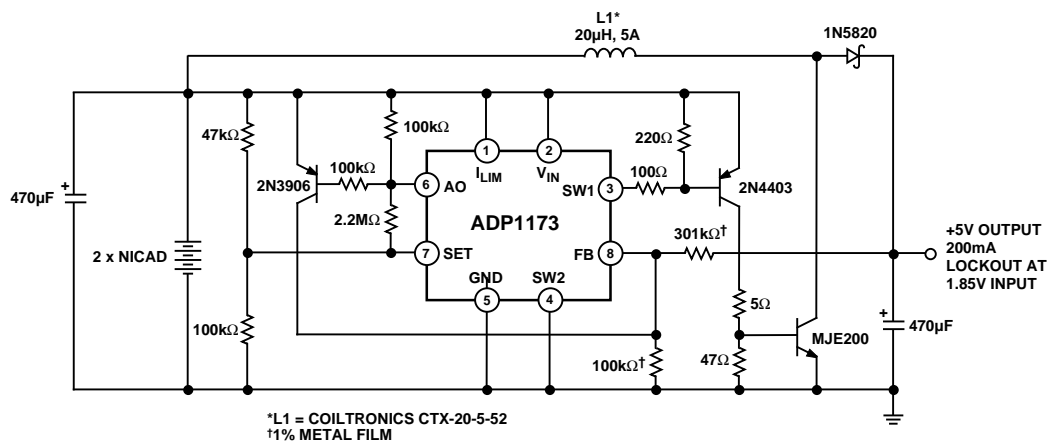 L1*
20µH, 5A
1N5820
47kΩ
100kΩ
220Ω
1
ILIM
2
VIN
100kΩ
2N3906
6
AO
SW1
3
100Ω
2N4403
470µF
+
2.2MΩ
ADP1173
2 x NICAD
7
SET
FB
8
301kΩ†
+5V OUTPUT
200mA
LOCKOUT AT
1.85V INPUT
GND
5
SW2
4
100kΩ
5Ω
100kΩ†
47Ω
MJE200
+
470µF
*L1 = COILTRONICS CTX-20-5-52
†1% METAL FILM